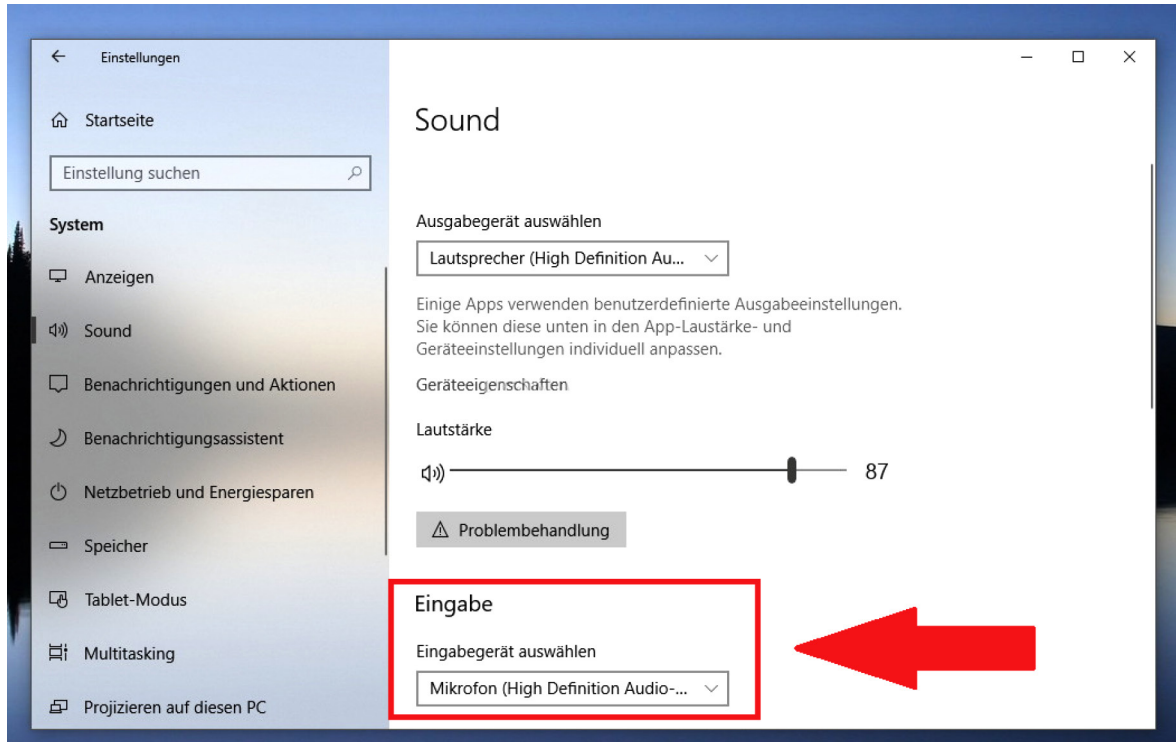 Einstellungen
Startseite
Einstellung suchen
System
Anzeigen
Sound
Benachrichtigungen und Aktionen
Benachrichtigungsassistent
Netzbetrieb und Energiesparen
Speicher
Tablet-Modus
Multitasking
Projizieren auf diesen PC
Sound
Ausgabegerät auswählen
Lautsprecher (High Definition Au...
Einige Apps verwenden benutzerdefinierte Ausgabeeinstellungen.
Sie können diese unten in den App-Laustärke- und
Geräteeinstellungen individuell anpassen.
Geräteeigenschaften
Lautstärke
87
Problembehandlung
Eingabe
Eingabegerät auswählen
Mikrofon (High Definition Audio-...